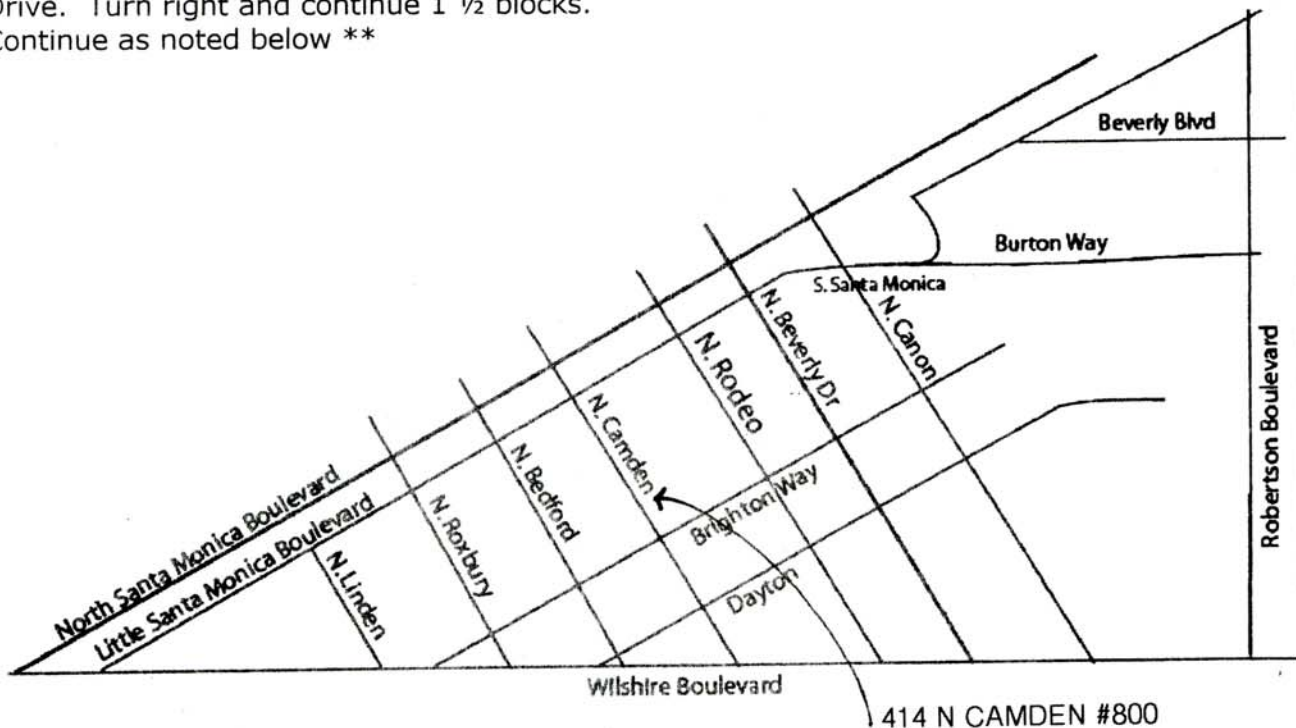 Drive.  Turn right and continue 1 ½ blocks.
Continue as noted below **
Beverly Blvd
Burton Way
S. Santa Monica
N. Canon
N. Beverly Dr
N. Rodeo
N. Camden
N. Bedford
N. Roxbury
N. Linden
North Santa Monica Boulevard
Little Santa Monica Boulevard
Brighton Way
Dayton
Robertson Boulevard
Wilshire Boulevard
414 N CAMDEN #800